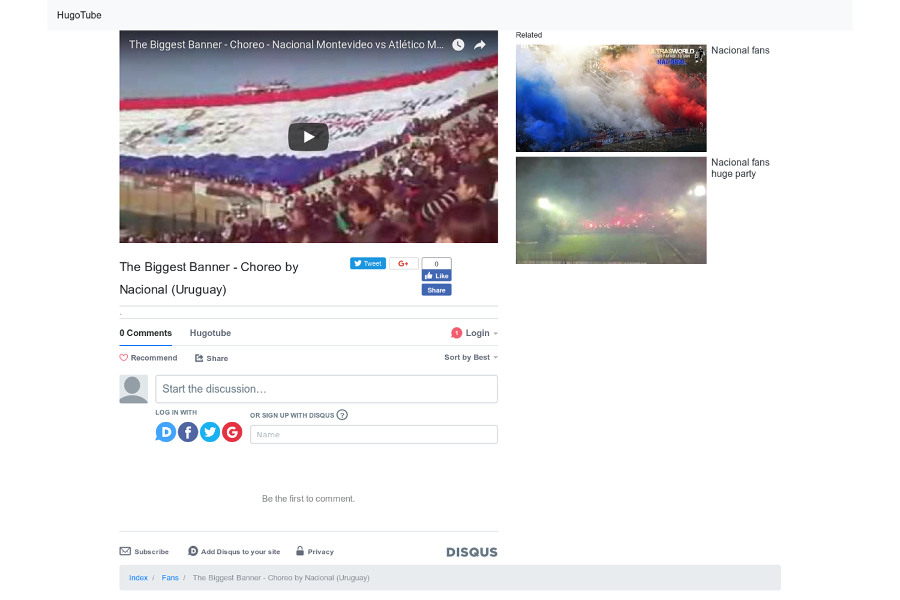 HugoTube
The Biggest Banner - Choreo - Nacional Montevideo vs Atlético M...
The Biggest Banner - Choreo by
Nacional (Uruguay)
Tweet
G+
0
Like
Share
.
0 Comments
Hugotube
1
Login
Recommend
Share
Sort by Best
Start the discussion…
LOG IN WITH
OR SIGN UP WITH DISQUS ?
Name
Be the first to comment.
Subscribe
Add Disqus to your site
Privacy
DISQUS
Index / Fans / The Biggest Banner - Choreo by Nacional (Uruguay)
Related
ULTRASWORLD
NACIONAL
Nacional fans
Nacional fans
huge party